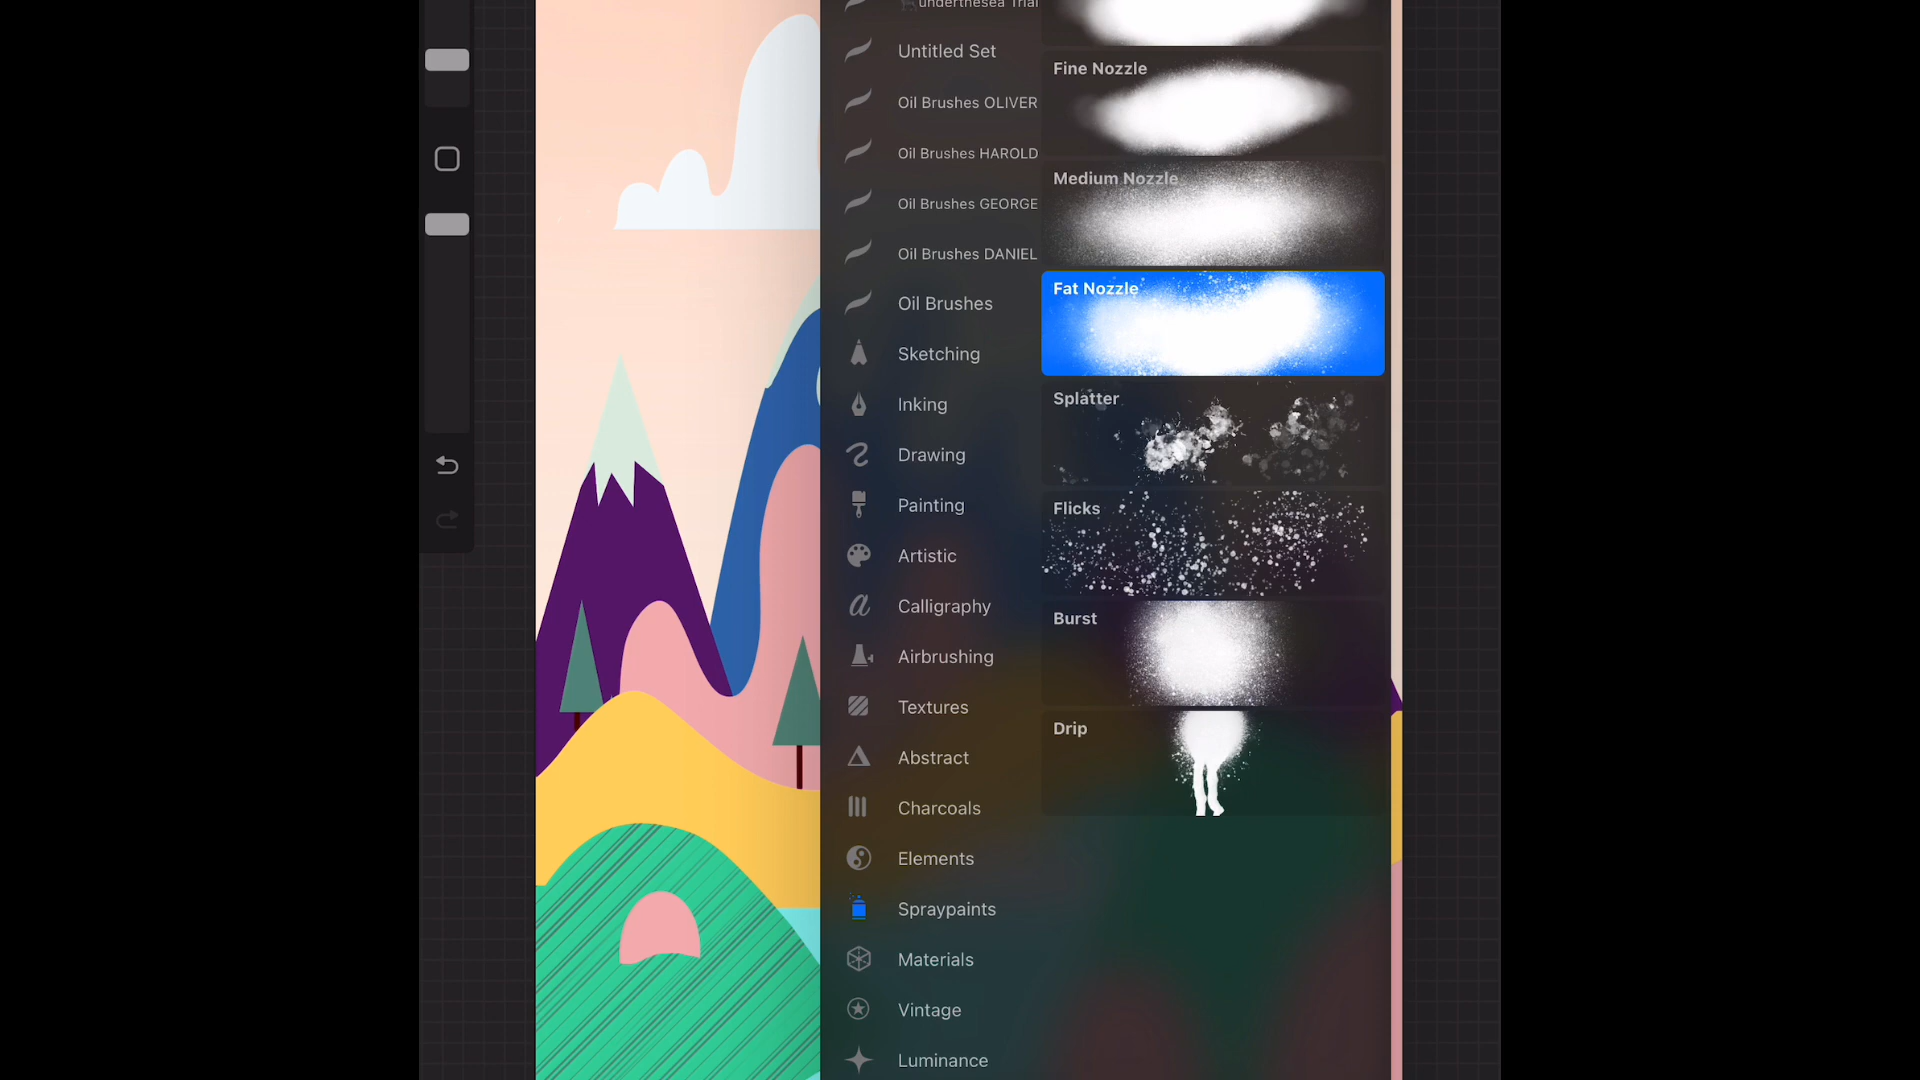 underthesea Trial
Untitled Set
Oil Brushes OLIVER
Oil Brushes HAROLD
Oil Brushes GEORGE
Oil Brushes DANIEL
Oil Brushes
Sketching
Inking
Drawing
Painting
Artistic
Calligraphy
Airbrushing
Textures
Abstract
Charcoals
Elements
Spraypaints
Materials
Vintage
Luminance
Fine Nozzle
Medium Nozzle
Fat Nozzle
Splatter
Flicks
Burst
Drip